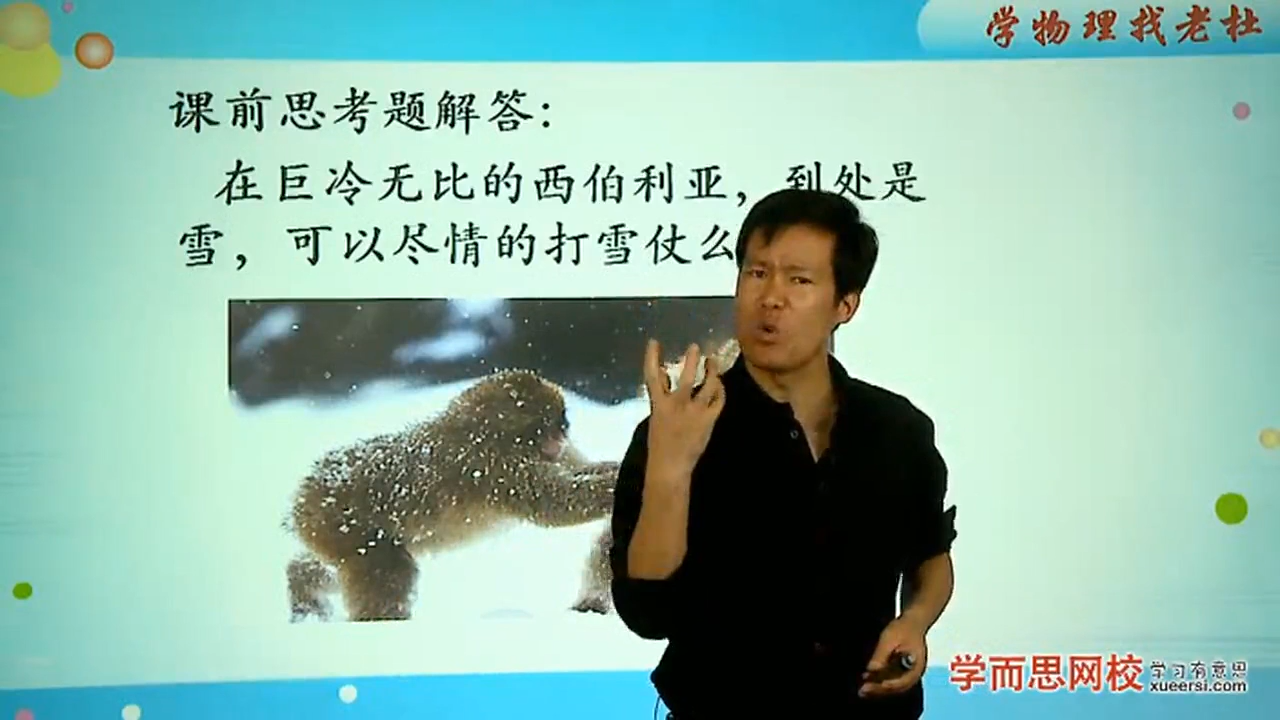 学物理找老杜
课前思考题解答：
在巨冷无比的西伯利亚，到处是
雪，可以尽情的打雪仗么
学而思网校 学习有意思
xueersi.com